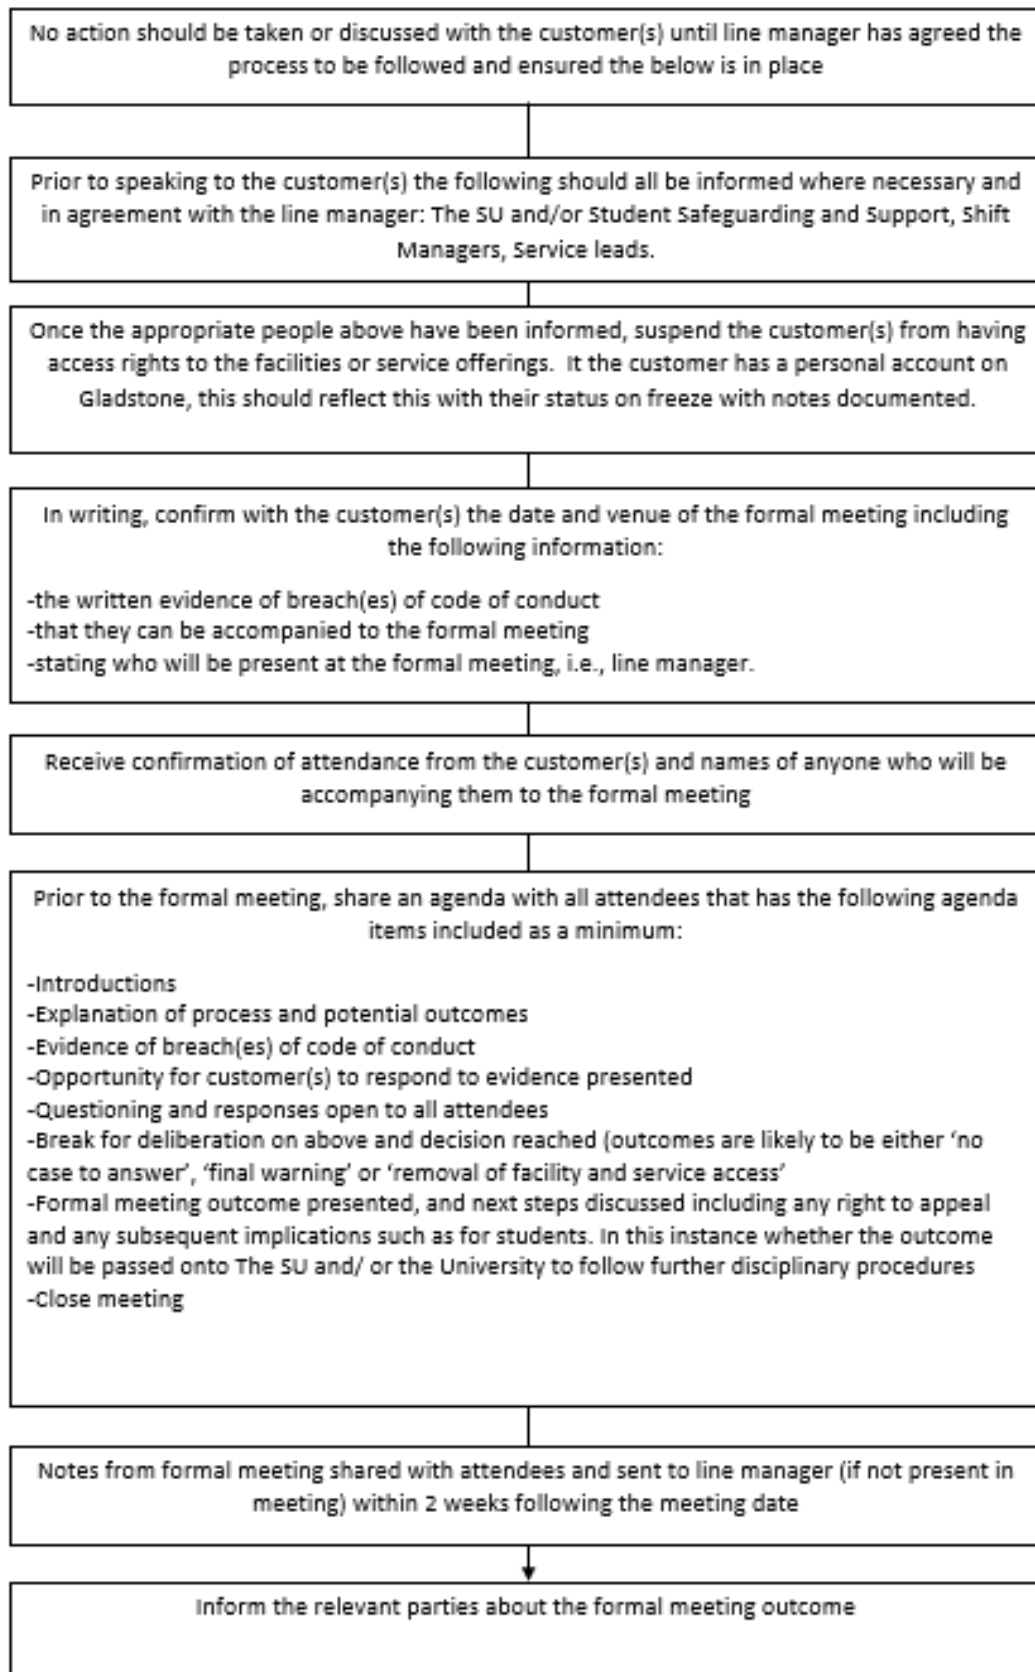 No action should be taken or discussed with the customer(s) until line manager has agreed the
process to be followed and ensured the below is in place
Prior to speaking to the customer(s) the following should all be informed where necessary and
in agreement with the line manager: The SU and/or Student Safeguarding and Support, Shift
Managers, Service leads.
Once the appropriate people above have been informed, suspend the customer(s) from having
access rights to the facilities or service offerings.  It the customer has a personal account on
Gladstone, this should reflect this with their status on freeze with notes documented.
In writing, confirm with the customer(s) the date and venue of the formal meeting including
the following information:
-the written evidence of breach(es) of code of conduct
-that they can be accompanied to the formal meeting
-stating who will be present at the formal meeting, i.e., line manager.
Receive confirmation of attendance from the customer(s) and names of anyone who will be
accompanying them to the formal meeting
Prior to the formal meeting, share an agenda with all attendees that has the following agenda
items included as a minimum:
-Introductions
-Explanation of process and potential outcomes
-Evidence of breach(es) of code of conduct
-Opportunity for customer(s) to respond to evidence presented
-Questioning and responses open to all attendees
-Break for deliberation on above and decision reached (outcomes are likely to be either ‘no
case to answer’, ‘final warning’ or ‘removal of facility and service access’
-Formal meeting outcome presented, and next steps discussed including any right to appeal
and any subsequent implications such as for students. In this instance whether the outcome
will be passed onto The SU and/ or the University to follow further disciplinary procedures
-Close meeting
Notes from formal meeting shared with attendees and sent to line manager (if not present in
meeting) within 2 weeks following the meeting date
Inform the relevant parties about the formal meeting outcome